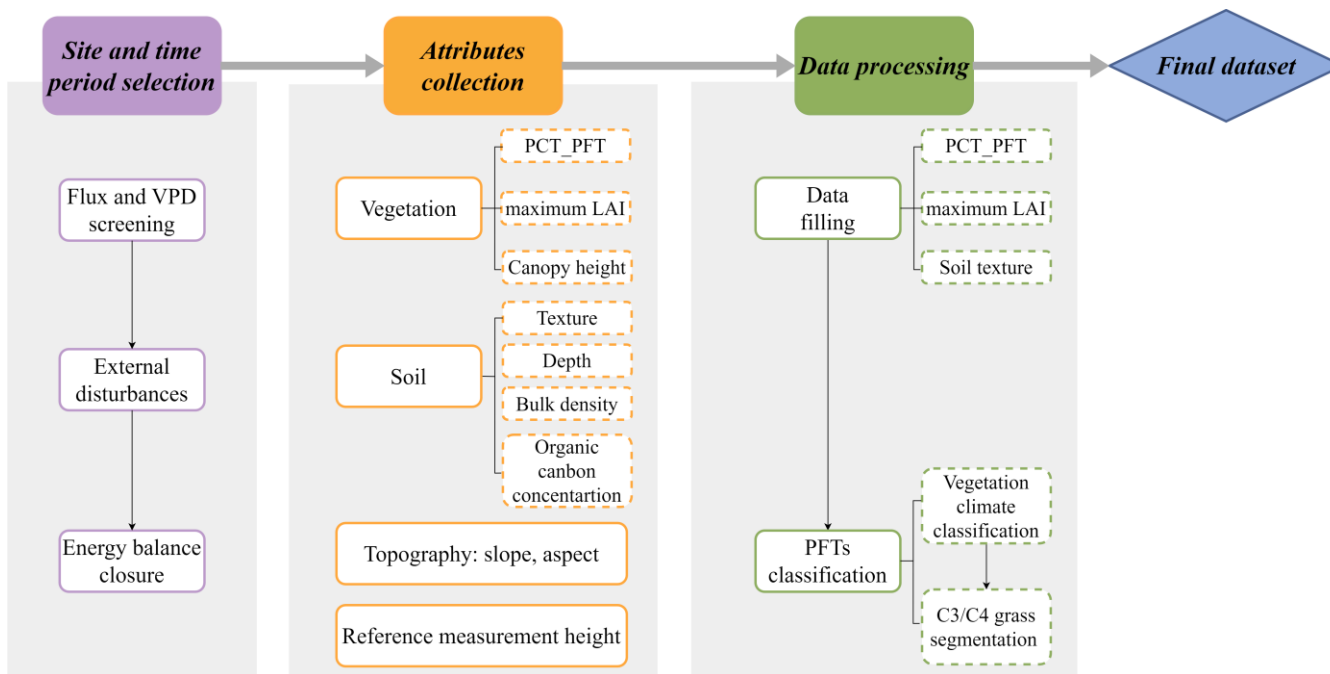 Site and time
period selection
Attributes
collection
Data processing
Final dataset
Flux and VPD
screening
External
disturbances
Energy balance
closure
Vegetation
PCT_PFT
maximum LAI
Canopy height
Soil
Texture
Depth
Bulk density
Organic
canbon
concentartion
Topography: slope, aspect
Reference measurement height
Data
filling
PCT_PFT
maximum LAI
Soil texture
PFTs
classification
Vegetation
climate
classification
C3/C4 grass
segmentation